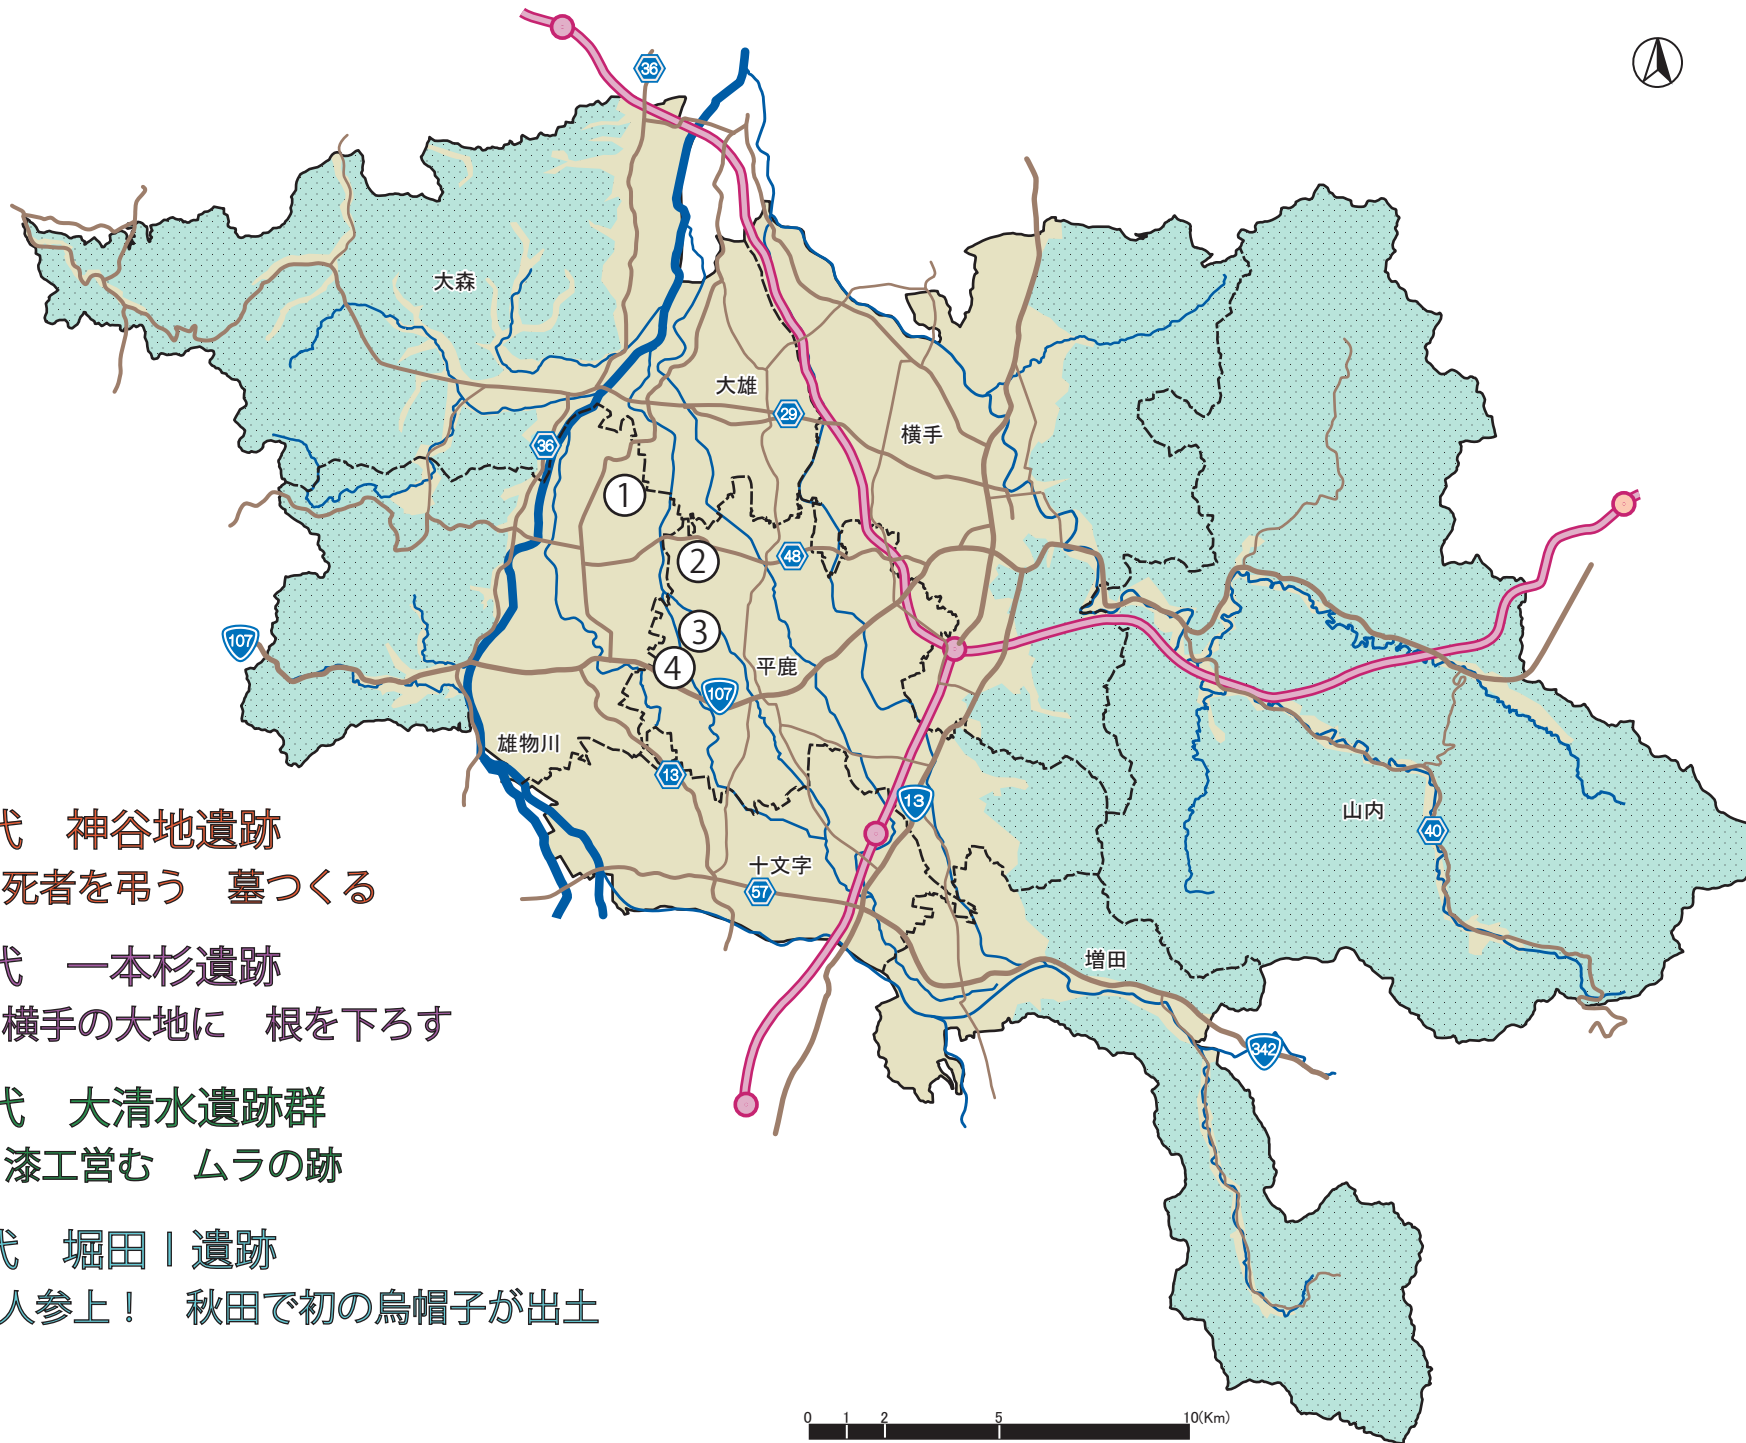 36
大森
大雄
29
横手
36
①
②
48
③
107
④
平鹿
107
雄物川
13
13
山内
40
十文字
57
増田
342
代　神谷地遺跡
死者を弔う　墓つくる
代　一本杉遺跡
横手の大地に　根を下ろす
代　大清水遺跡群
漆工営む　ムラの跡
代　堀田Ⅰ遺跡
人参上！　秋田で初の烏帽子が出土
0 1 2 5 10(Km)